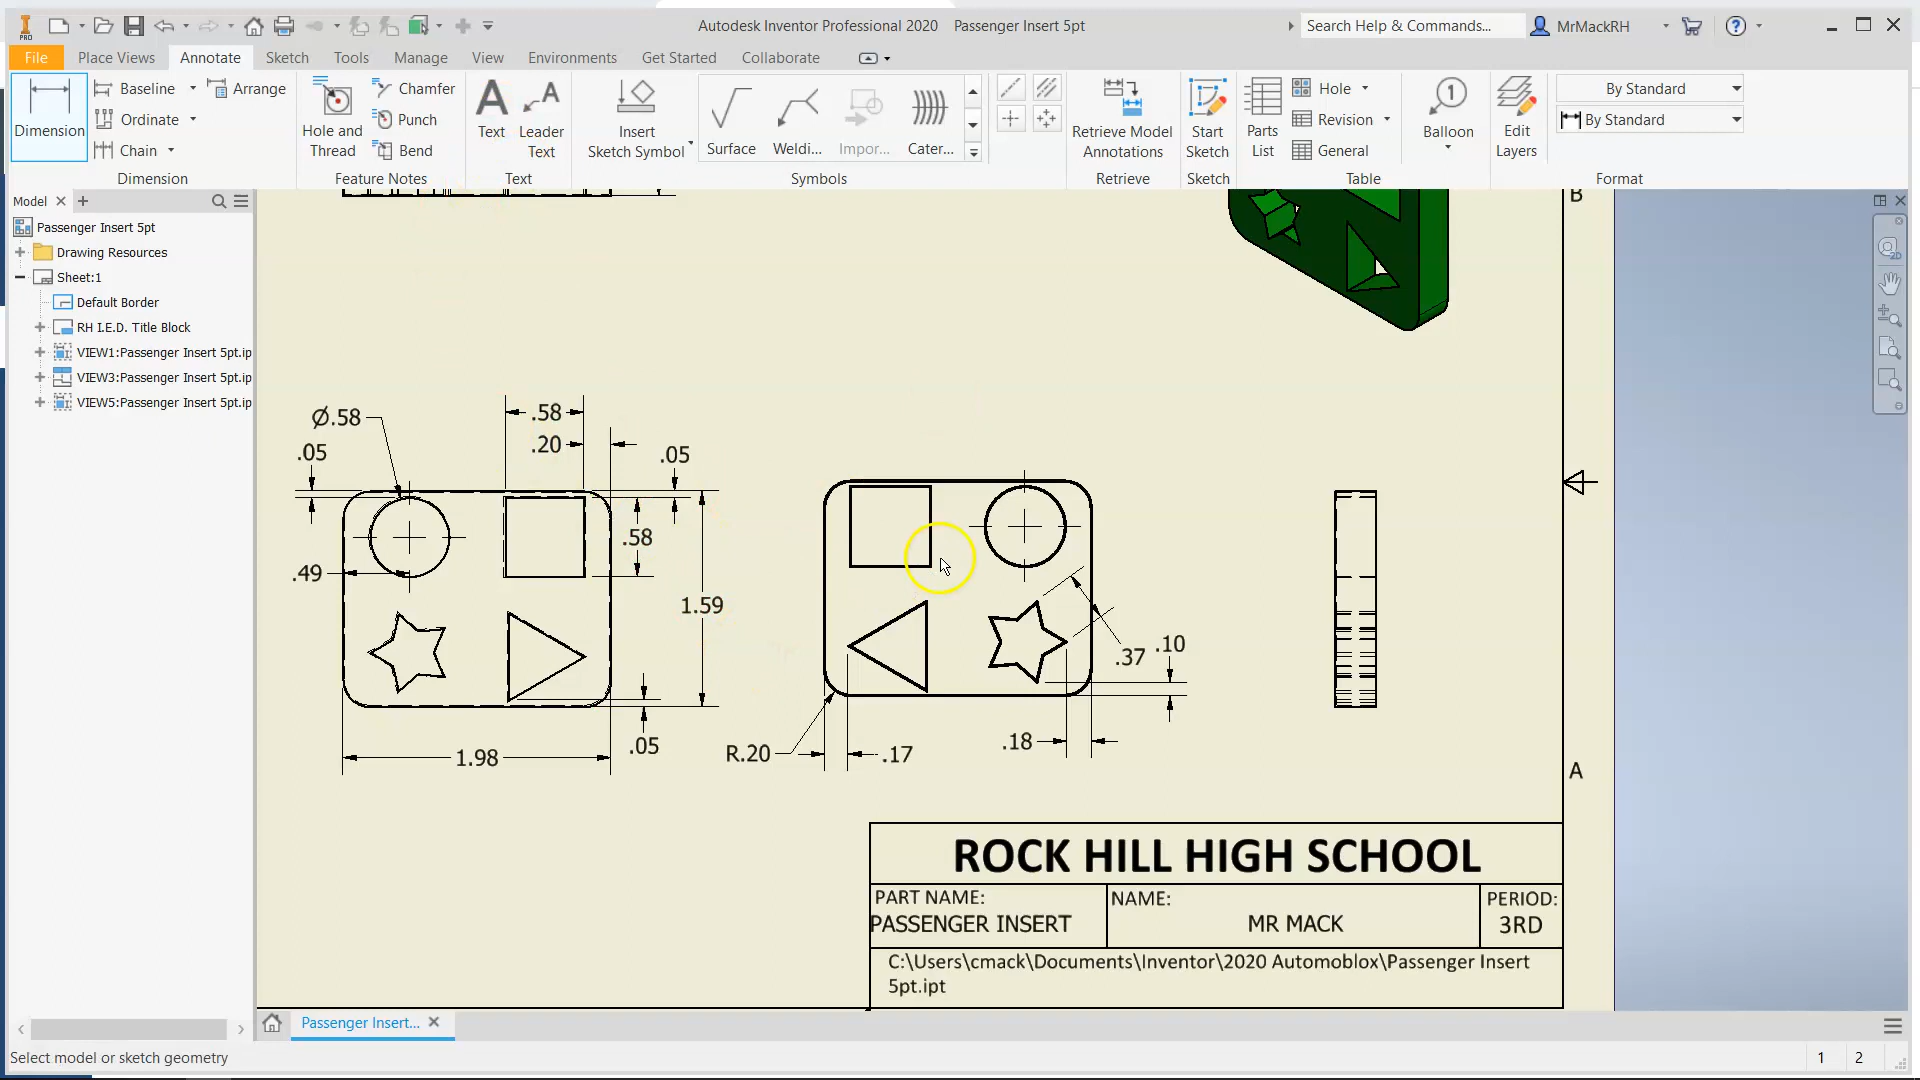 PRO
Autodesk Inventor Professional 2020 Passenger Insert 5pt
Search Help & Commands...
MrMackRH
File Place Views Annotate Sketch Tools Manage View Environments Get Started Collaborate
Dimension
Baseline
Arrange
Ordinate
Chain
Dimension
Hole and
Thread
Chamfer
Punch
Bend
Feature Notes
Text
Leader
Text
Text
Insert
Sketch Symbol
Surface
Weldi...
Impor...
Cater...
Symbols
Retrieve Model
Annotations
Retrieve
Start
Sketch
Sketch
Parts
List
Hole
Revision
General
Table
Balloon
Edit
Layers
By Standard
By Standard
Format
Model
Passenger Insert 5pt
Drawing Resources
Sheet:1
Default Border
RH I.E.D. Title Block
VIEW1:Passenger Insert 5pt.ip
VIEW3:Passenger Insert 5pt.ip
VIEW5:Passenger Insert 5pt.ip
B
Ø.58
.58
.20
.05
.05
.58
.49
1.59
.05
1.98
.37
.10
R.20
.17
.18
A
ROCK HILL HIGH SCHOOL
PART NAME:
PASSENGER INSERT
NAME:
MR MACK
PERIOD:
3RD
C:\Users\cmack\Documents\Inventor\2020 Automoblox\Passenger Insert
5pt.ipt
Passenger Insert...
Select model or sketch geometry
1 2